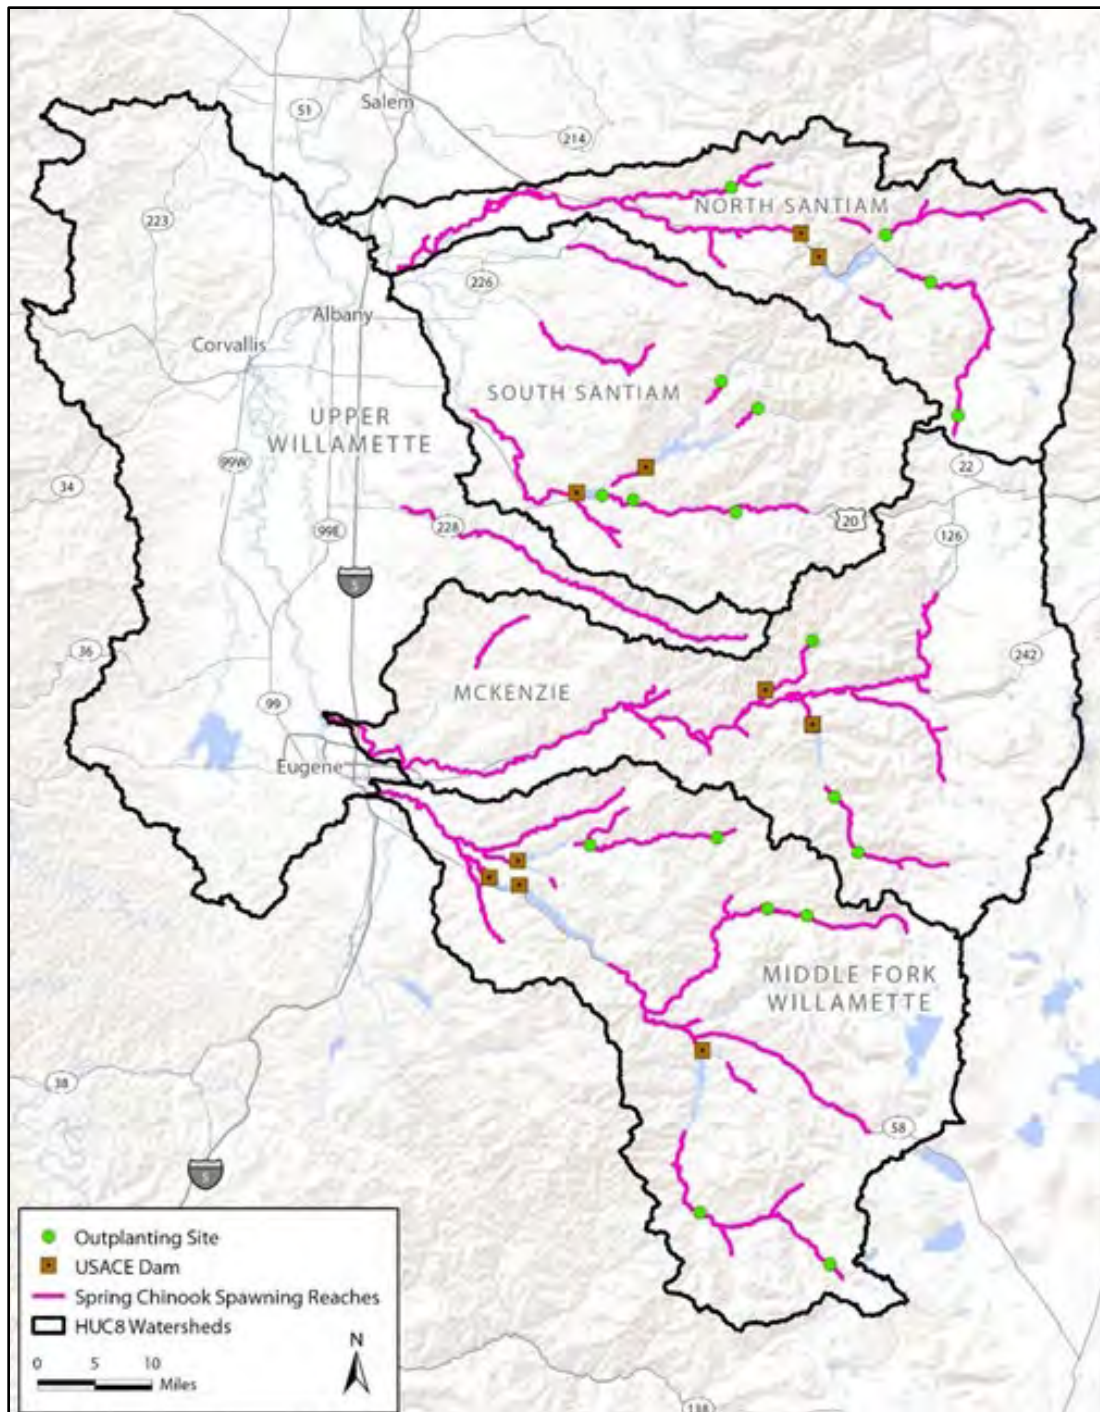 Salem
51
214
223
NORTH SANTIAM
226
Albany
Corvallis
SOUTH SANTIAM
UPPER
WILLAMETTE
99W
34
22
20
228
99E
126
5
36
242
MCKENZIE
99
Eugene
MIDDLE FORK
WILLAMETTE
38
58
5
Outplanting Site
USACE Dam
Spring Chinook Spawning Reaches
HUC8 Watersheds
N
0 5 10
Miles
138